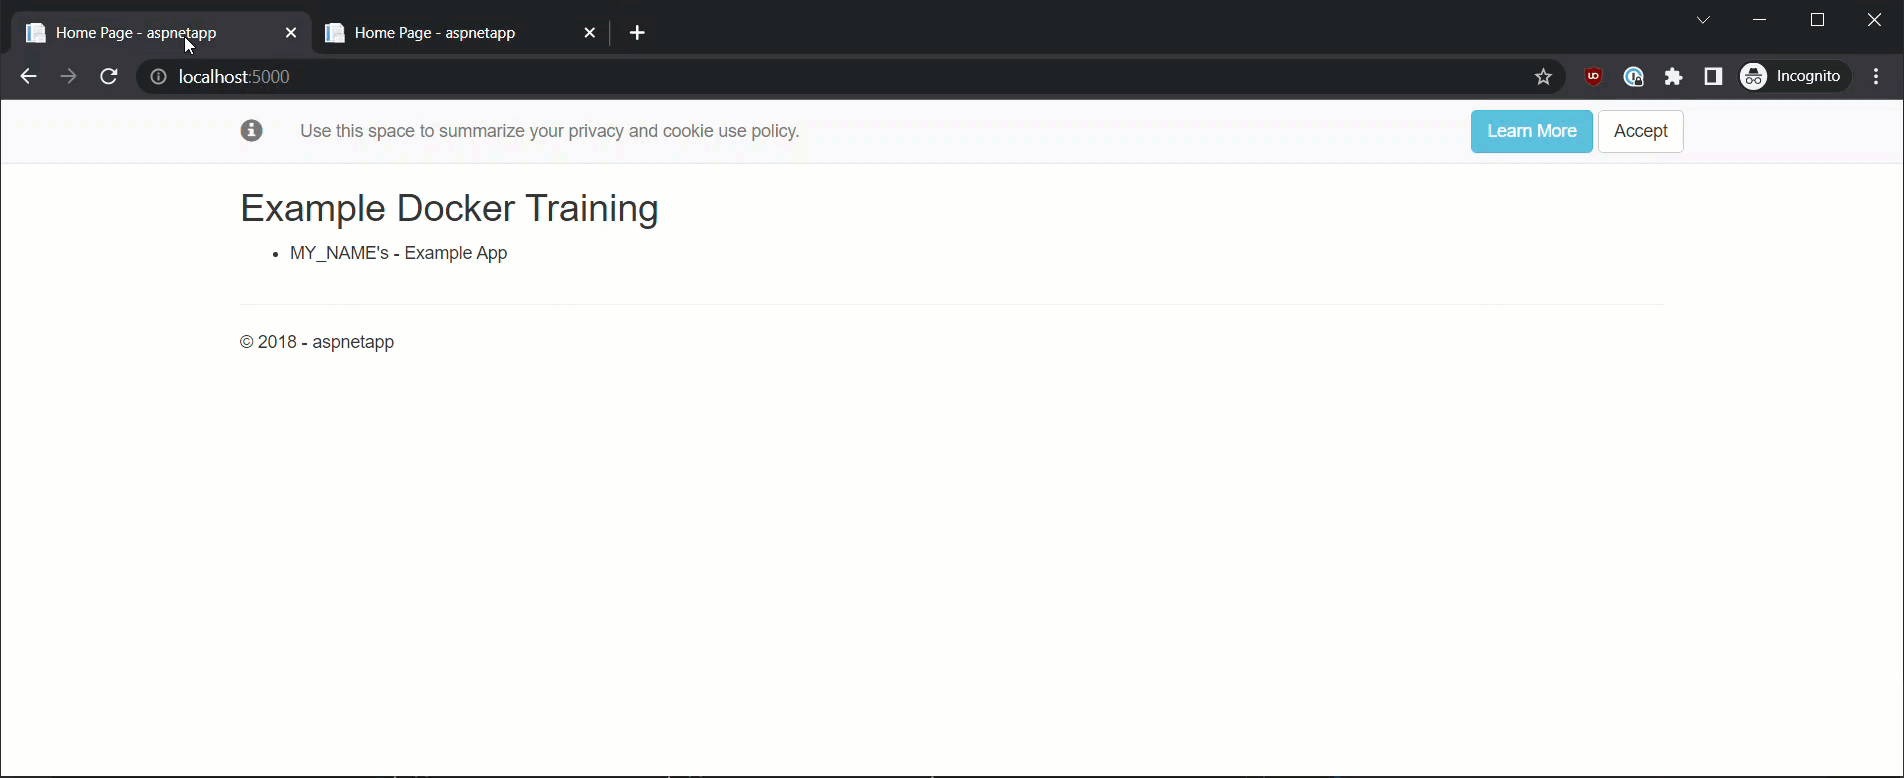 Home Page - aspnetapp
Home Page - aspnetapp
localhost:5000
Incognito
Use this space to summarize your privacy and cookie use policy.
Learn More
Accept
Example Docker Training
• MY_NAME's - Example App
© 2018 - aspnetapp